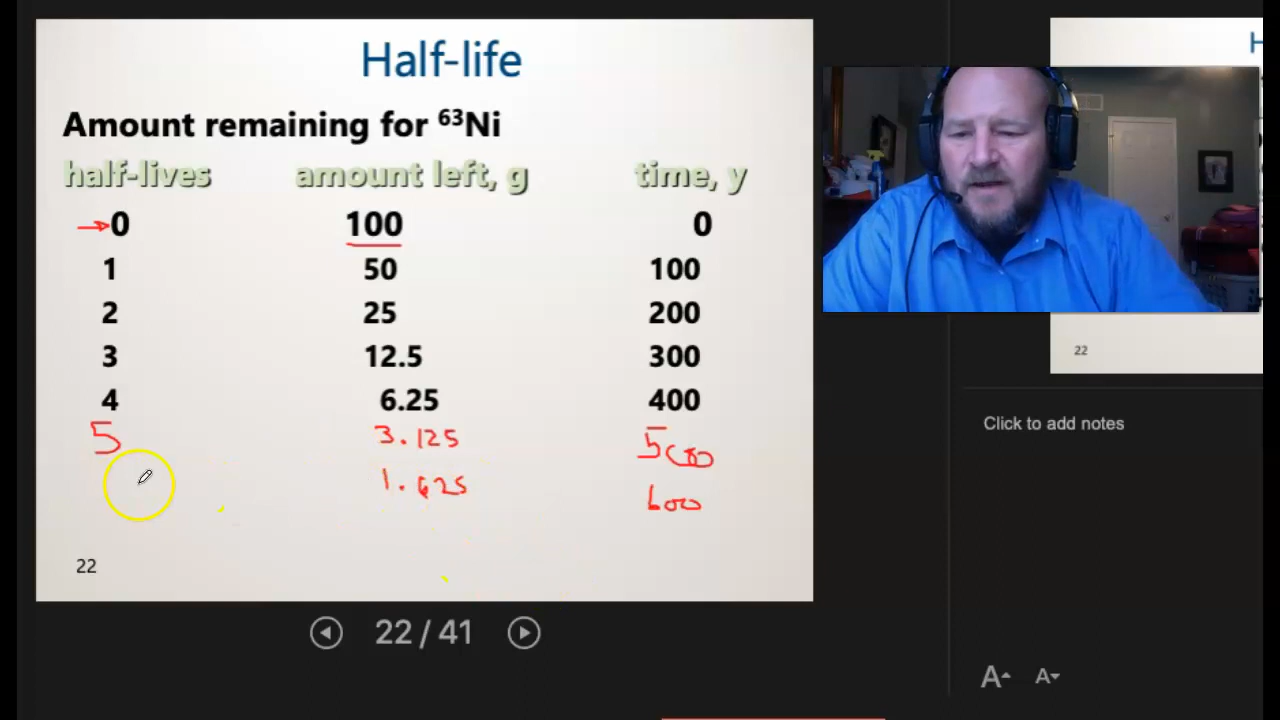 Half-life
H
Amount remaining for ⁶³Ni
half-lives amount left, g time, y
0 100 0
1 50 100
2 25 200
3 12.5 300
4 6.25 400
5 3.125 500
1.625 600
22
22
Click to add notes
22 / 41
A A